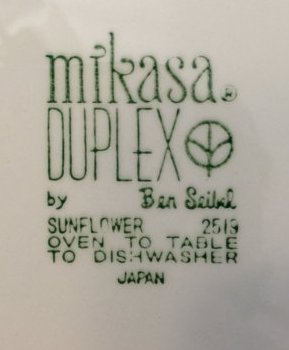 mikasa®
DUPLEX
by Ben Seibel
SUNFLOWER 2519
OVEN TO TABLE
TO DISHWASHER
JAPAN